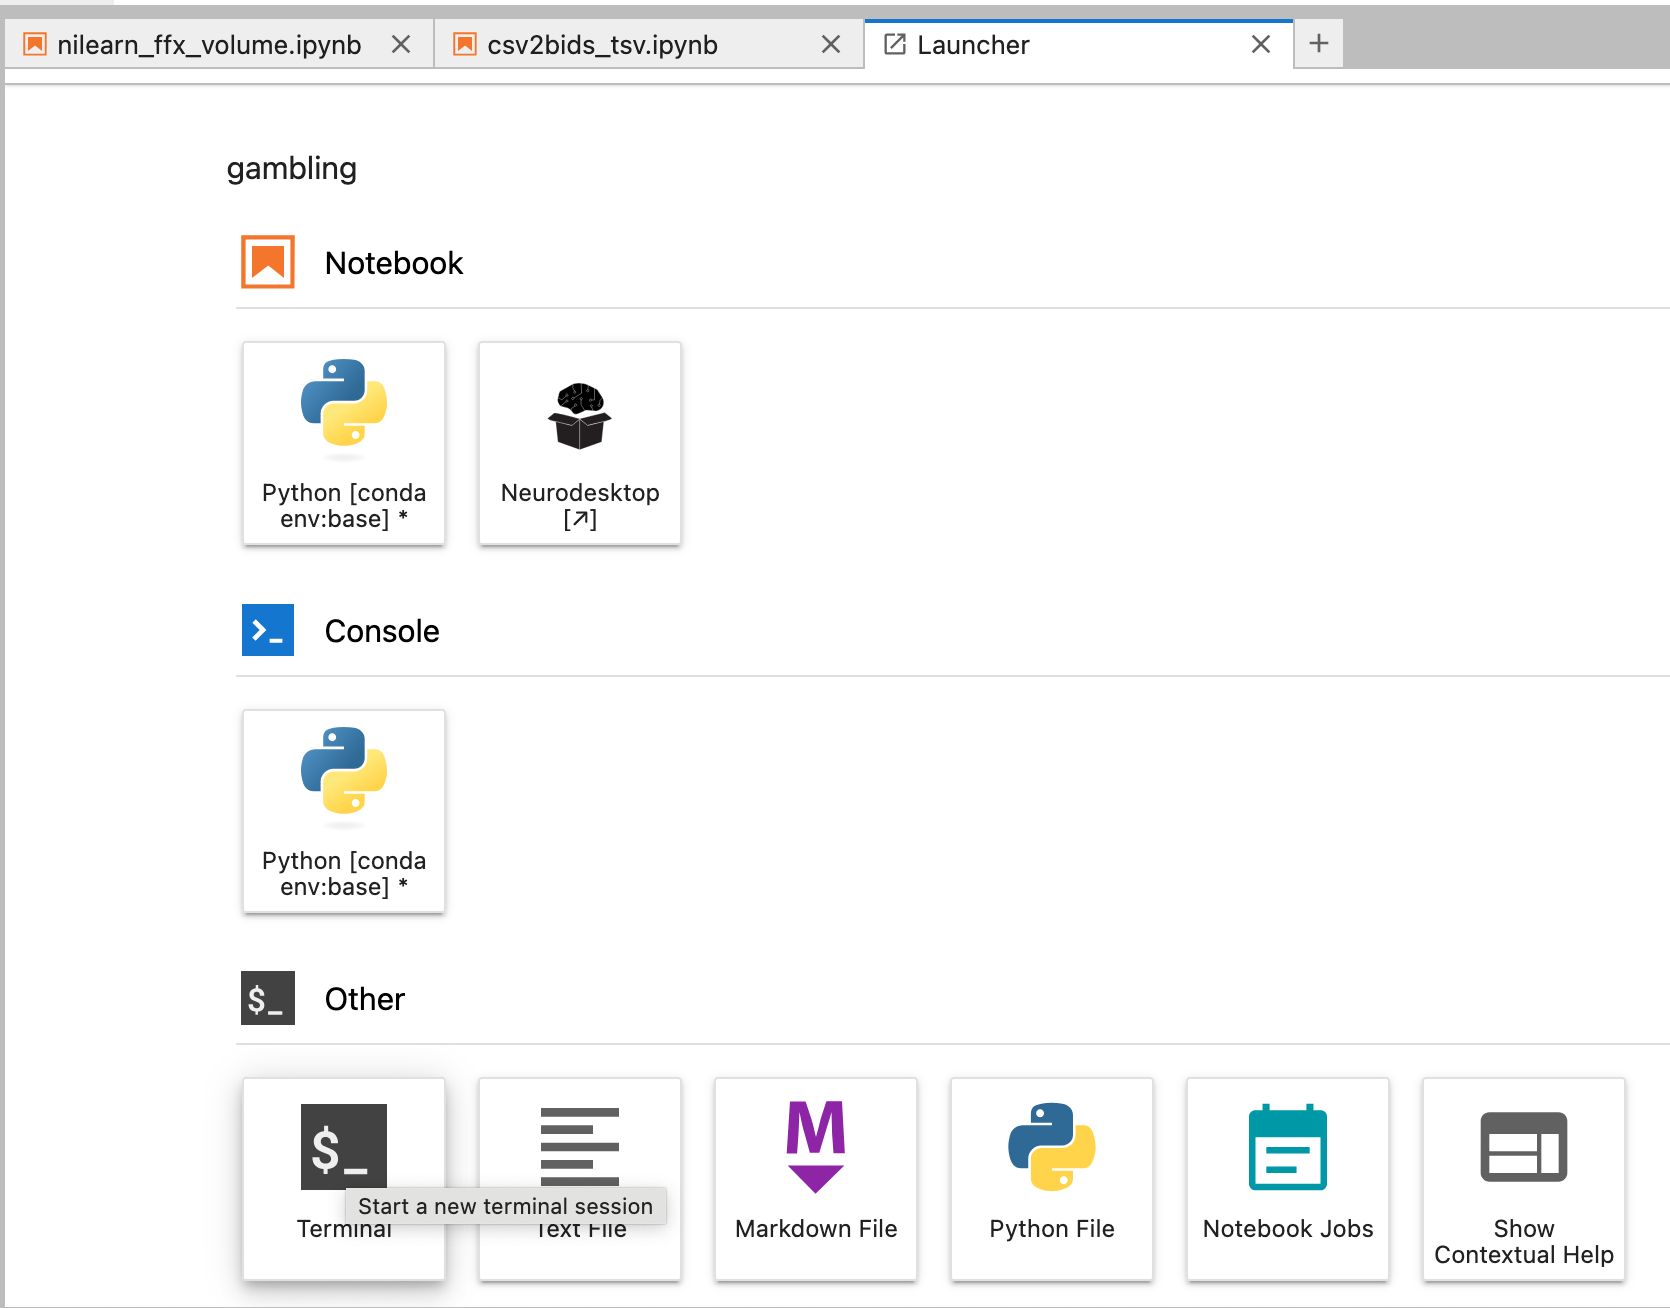 nilearn_ffx_volume.ipynb
csv2bids_tsv.ipynb
Launcher
gambling
Notebook
Python [conda
env:base] *
Neurodesktop
[↗]
Console
Python [conda
env:base] *
$_
Other
$_
Start a new terminal session
Terminal
Text File
M
Markdown File
Python File
Notebook Jobs
Show
Contextual Help